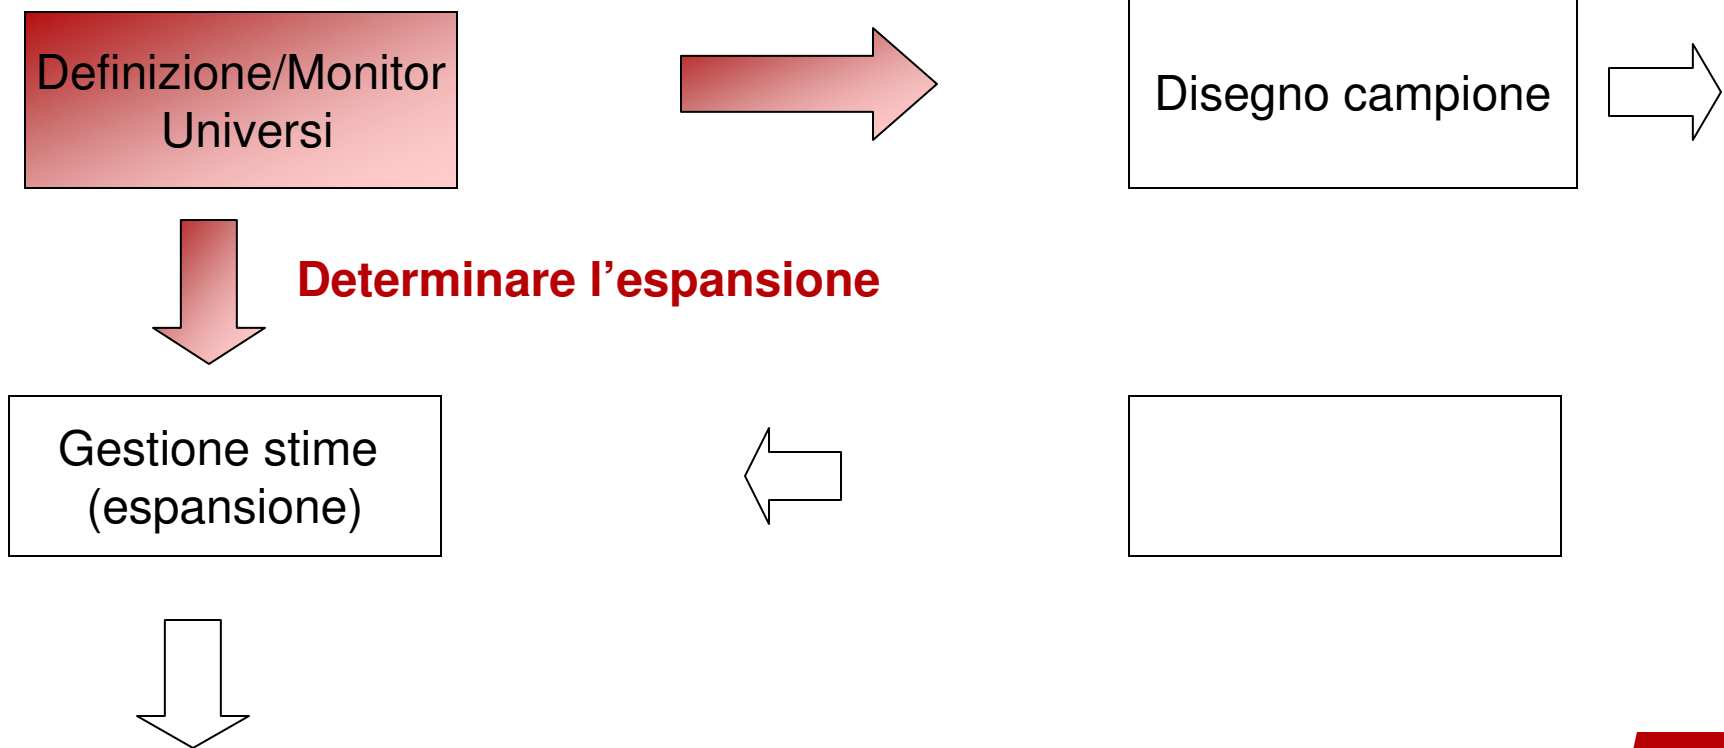 Definizione/Monitor
Universi
Disegno campione
Determinare l’espansione
Gestione stime
(espansione)